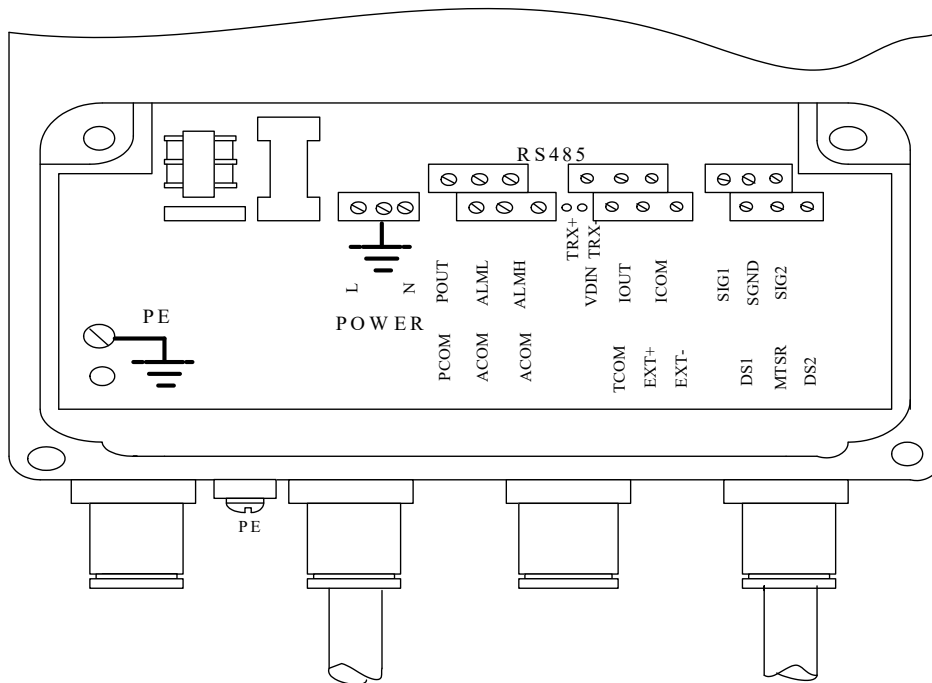 RS485
TRX+
TRX-
L
N
POUT
ALML
ALMH
VDIN
IOUT
ICOM
SIG1
SGND
SIG2
PE
POWER
PCOM
ACOM
ACOM
TCOM
EXT+
EXT-
DS1
MTSR
DS2
PE